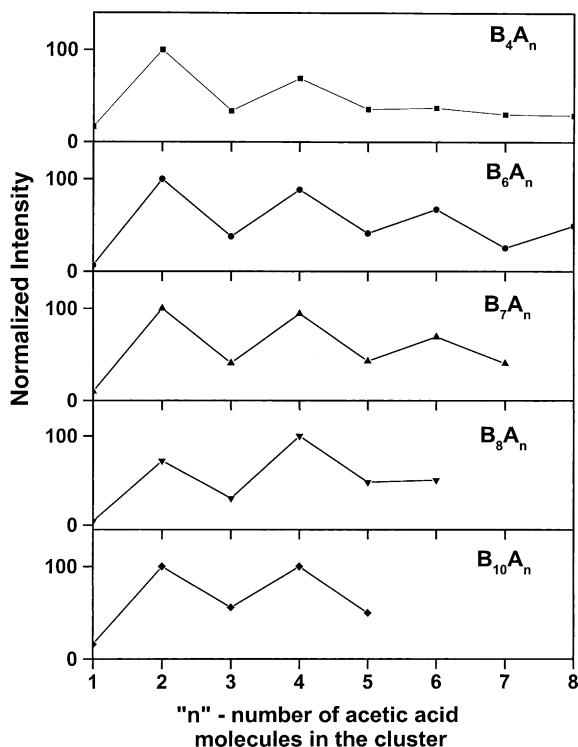 B4An
100
0
B6An
100
0
B7An
100
0
B8An
100
0
B10An
100
0
Normalized Intensity
1 2 3 4 5 6 7 8
"n" - number of acetic acid
molecules in the cluster